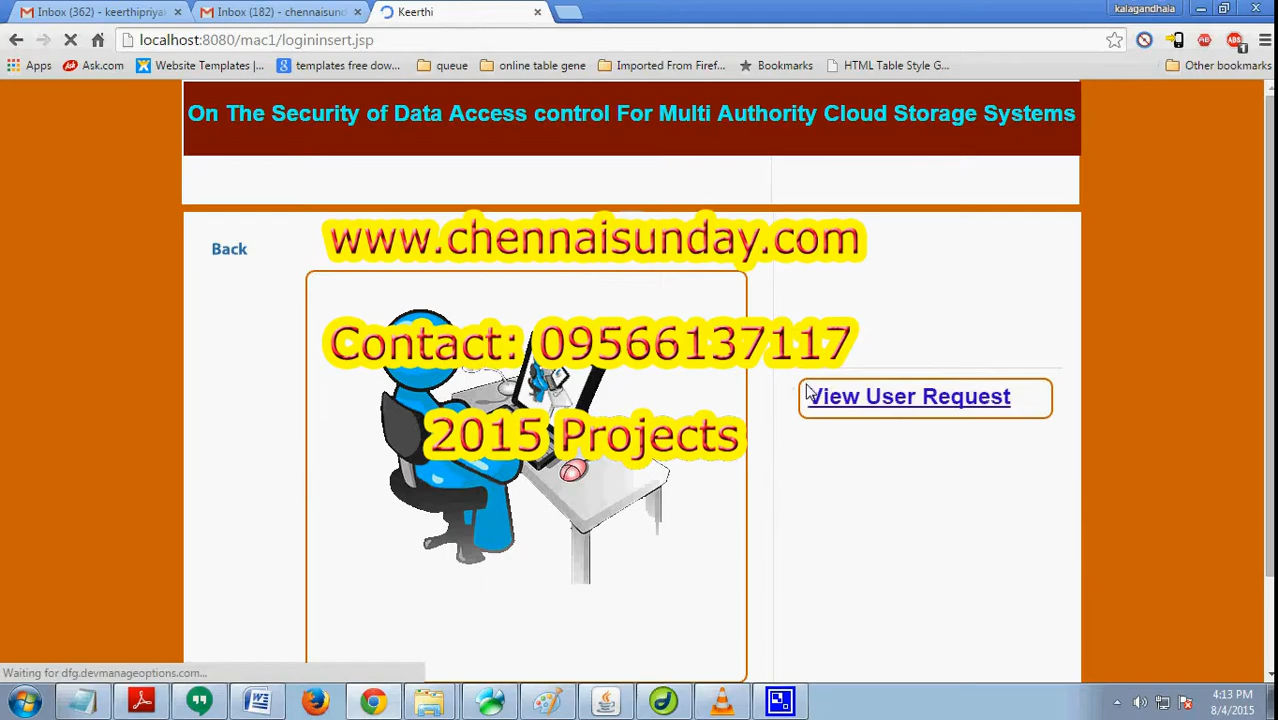 Inbox (362) - keerthipriya
Inbox (182) - chennaisund
Keerthi
kalagandhala
localhost:8080/mac1/logininsert.jsp
Apps
Ask.com
Website Templates |...
templates free dow...
queue
online table gene
Imported From Firef...
Bookmarks
HTML Table Style G...
Other bookmarks
On The Security of Data Access control For Multi Authority Cloud Storage Systems
www.chennaisunday.com
Back
Contact: 09566137117
View User Request
2015 Projects
Waiting for dfg.devmanageoptions.com...
4:13 PM
8/4/2015